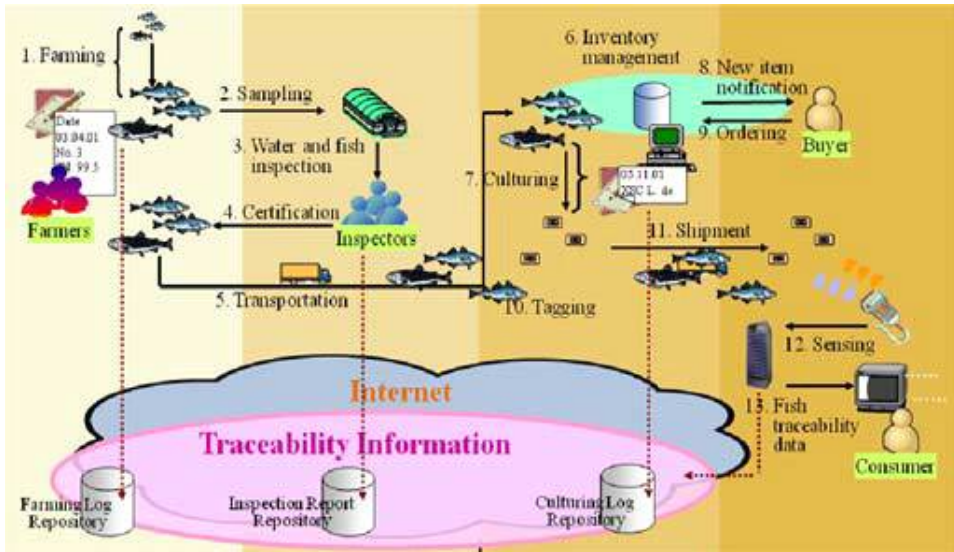 1. Farming
Date
03.04.01
No. 3
99.5
Farmers
2. Sampling
3. Water and fish
inspection
4. Certification
Inspectors
5. Transportation
6. Inventory
management
7. Culturing
03.11.01
8. New item
notification
9. Ordering
Buyer
10. Tagging
11. Shipment
12. Sensing
13. Fish
traceability
data
Consumer
Internet
Traceability Information
Farming Log
Repository
Inspection Report
Repository
Culturing Log
Repository